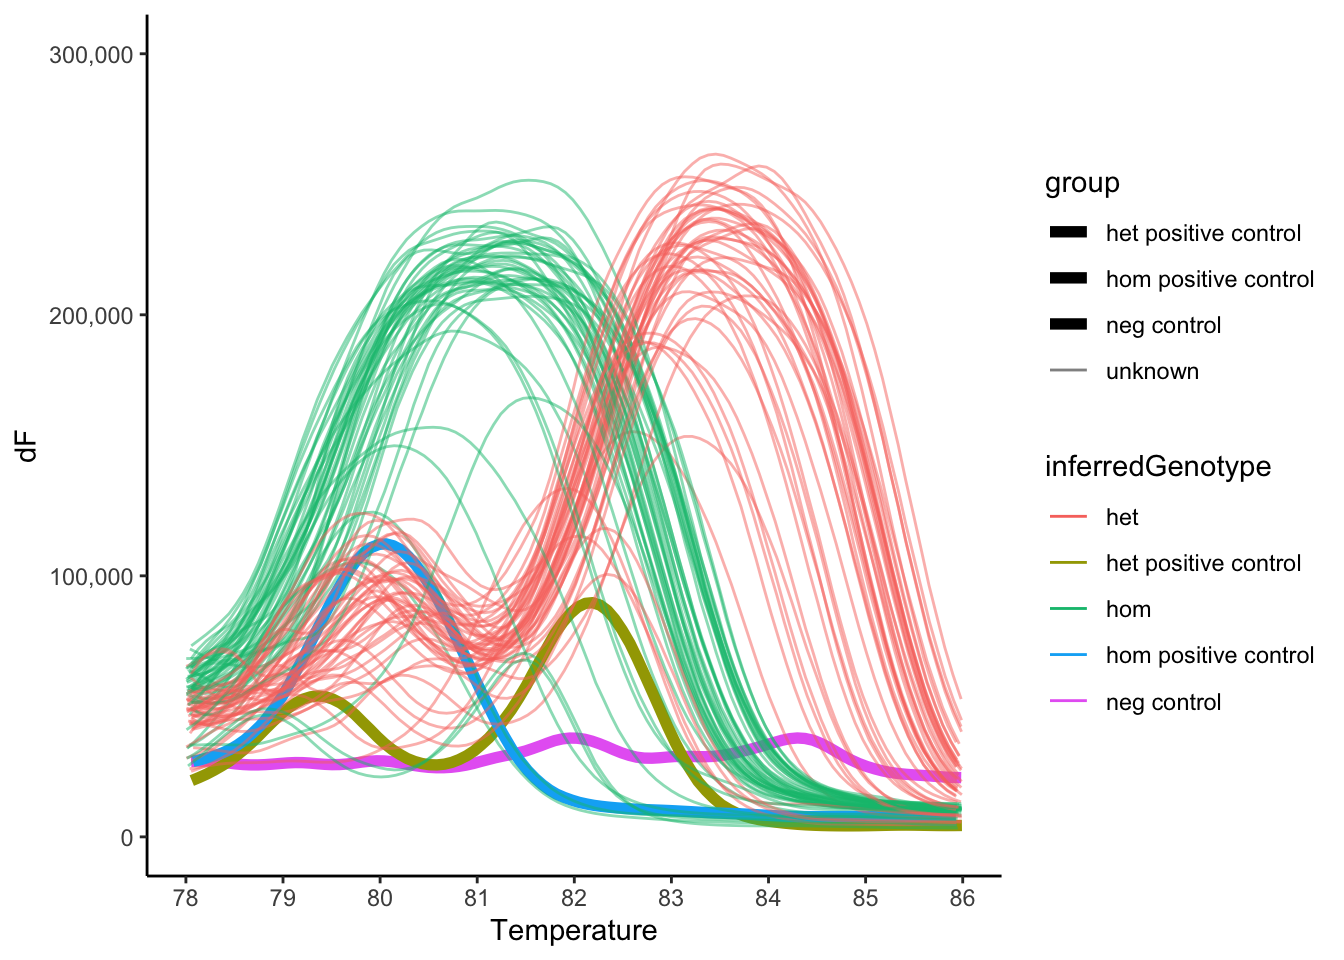 300,000
200,000
100,000
0
dF
78 79 80 81 82 83 84 85 86
Temperature
group
het positive control
hom positive control
neg control
unknown
inferredGenotype
het
het positive control
hom
hom positive control
neg control